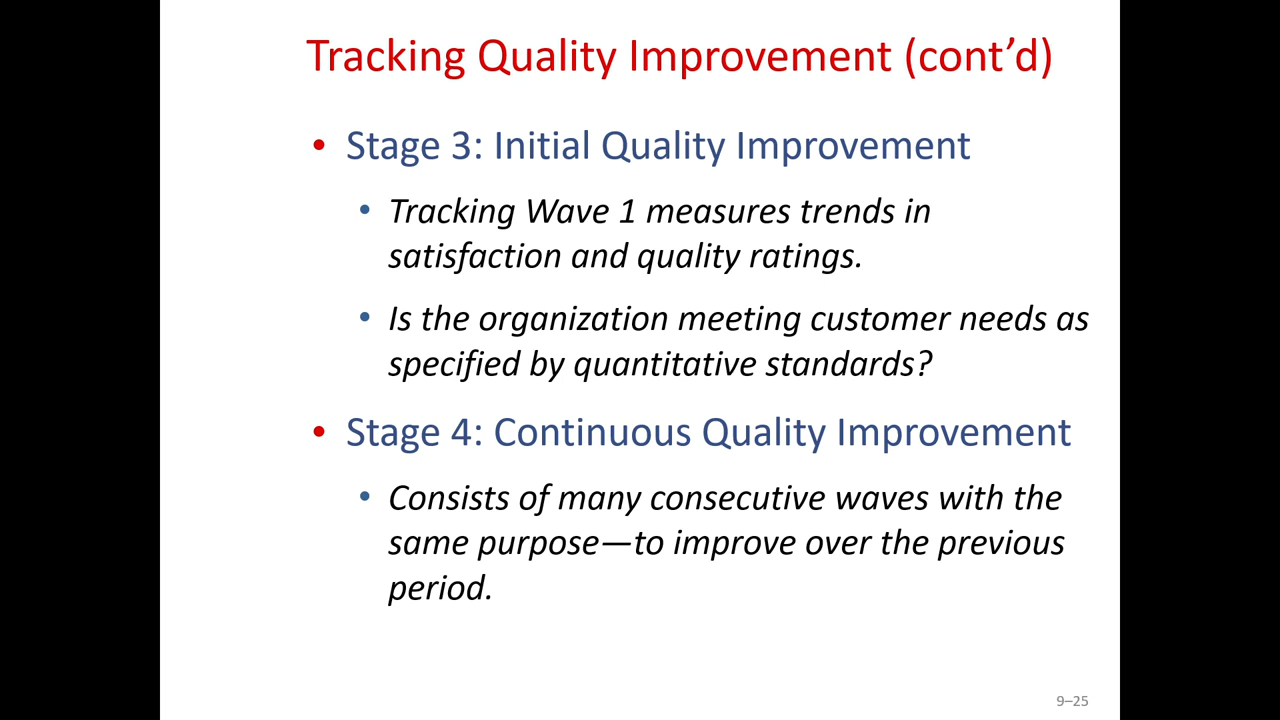 Tracking Quality Improvement (cont’d)
• Stage 3: Initial Quality Improvement
• Tracking Wave 1 measures trends in
satisfaction and quality ratings.
• Is the organization meeting customer needs as
specified by quantitative standards?
• Stage 4: Continuous Quality Improvement
• Consists of many consecutive waves with the
same purpose—to improve over the previous
period.
9–25